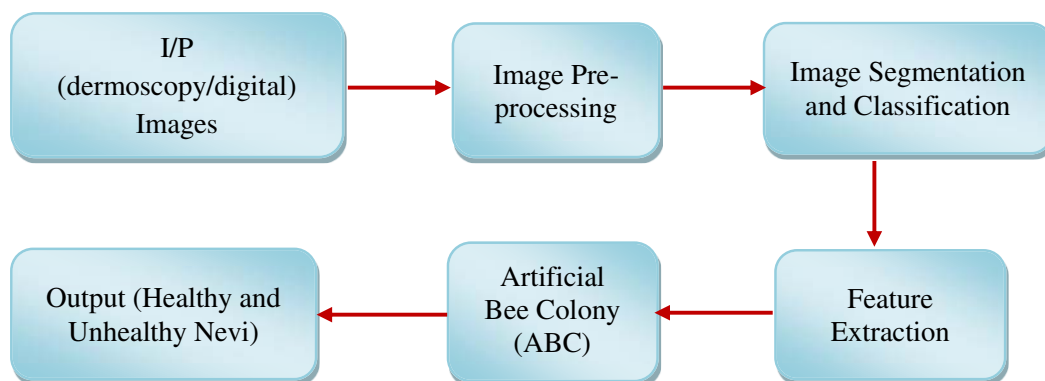 I/P
(dermoscopy/digital)
Images
Image Pre-
processing
Image Segmentation
and Classification
Feature
Extraction
Artificial
Bee Colony
(ABC)
Output (Healthy and
Unhealthy Nevi)